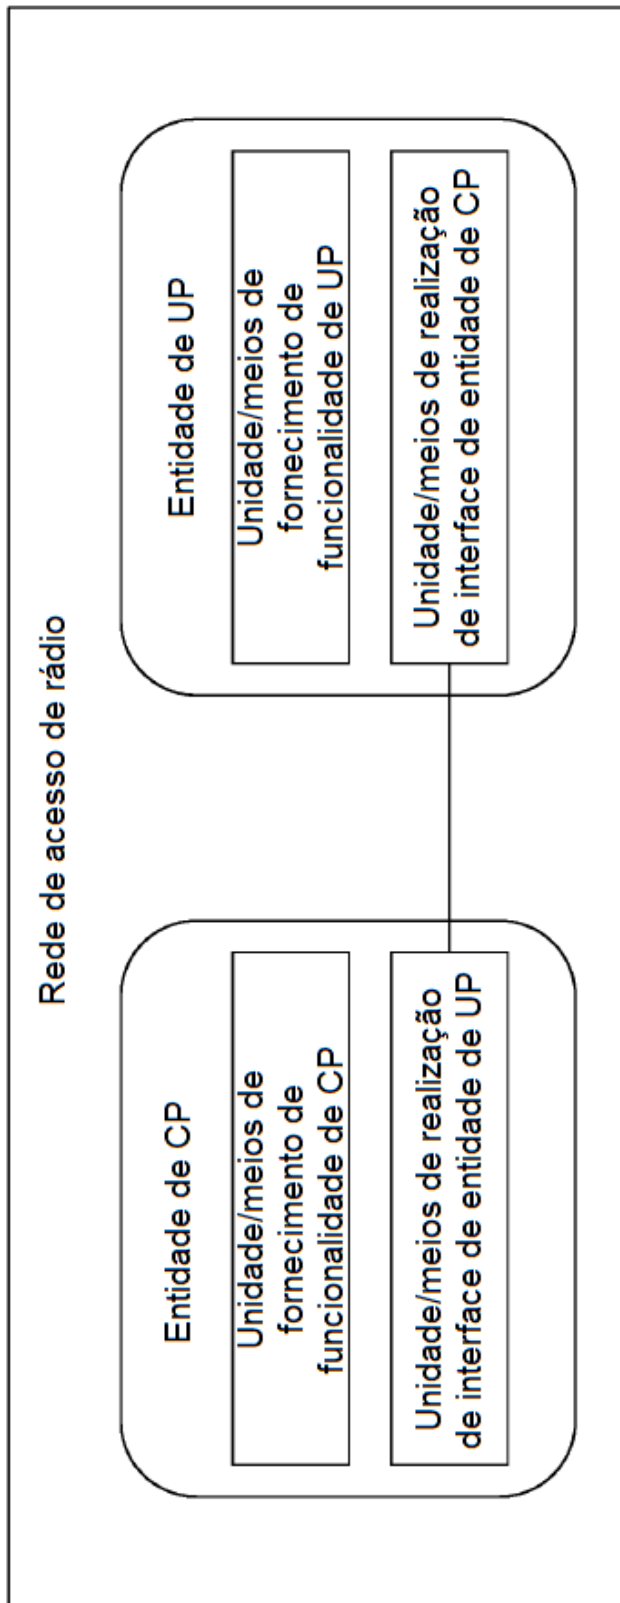 Rede de acesso de rádio
Entidade de CP
Unidade/meios de
fornecimento de
funcionalidade de CP
Unidade/meios de realização
de interface de entidade de UP
Entidade de UP
Unidade/meios de
fornecimento de
funcionalidade de UP
Unidade/meios de realização
de interface de entidade de CP